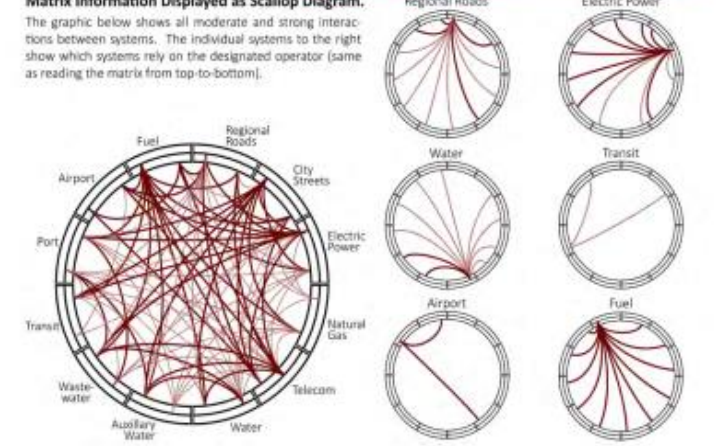 Matrix Information Displayed as Scallop Diagram.
The graphic below shows all moderate and strong interac-
tions between systems. The individual systems to the right
show which systems rely on the designated operator (same
as reading the matrix from top-to-bottom).
Regional Roads
Electric Power
Fuel
Regional
Roads
Airport
City
Streets
Port
Electric
Power
Transit
Natural
Gas
Waste-
water
Telecom
Auxillary
Water
Water
Water
Transit
Airport
Fuel